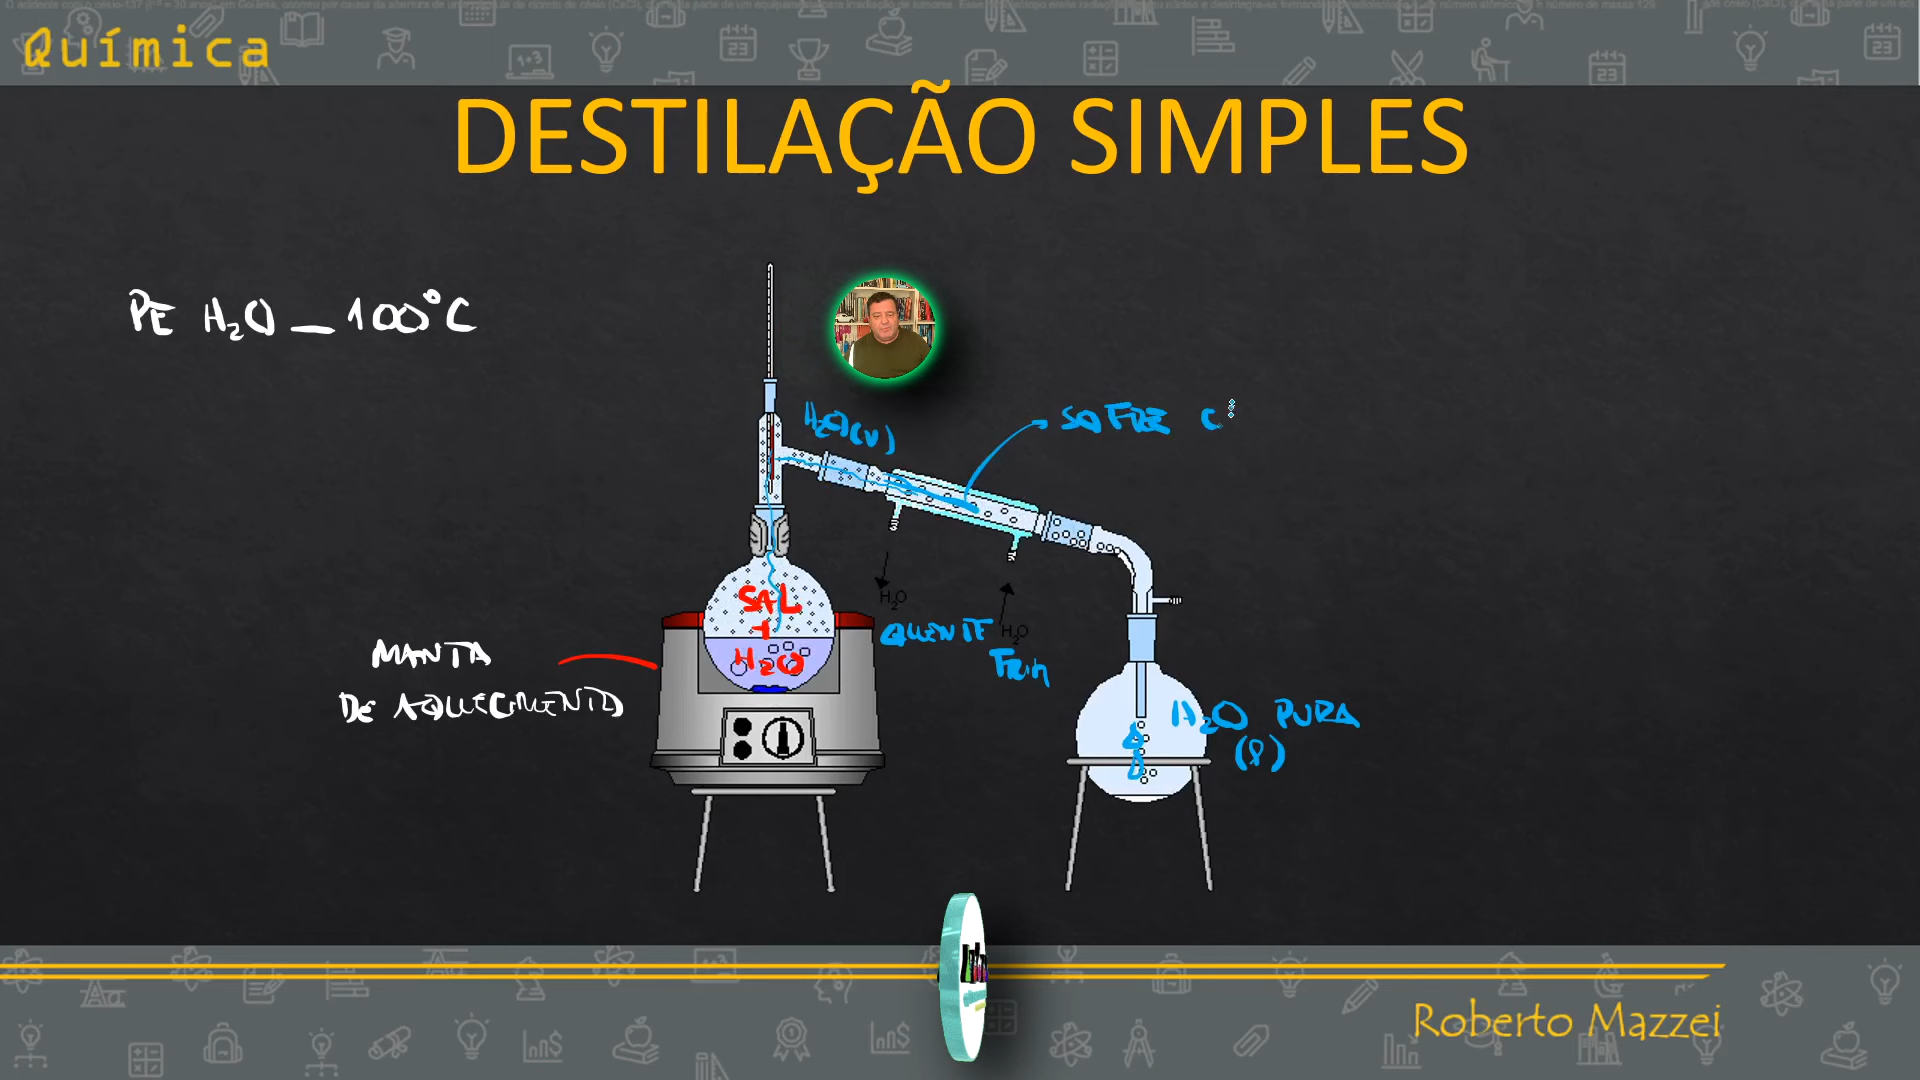 Química
DESTILAÇÃO SIMPLES
PE H₂O — 100°C
H₂O(V)
SOFRE C
SAL
+
H₂O
H₂O
QUENTE
H₂O
FRIA
MANTA
DE AQUECIMENTO
H₂O PURA
(l)
Roberto Mazzei